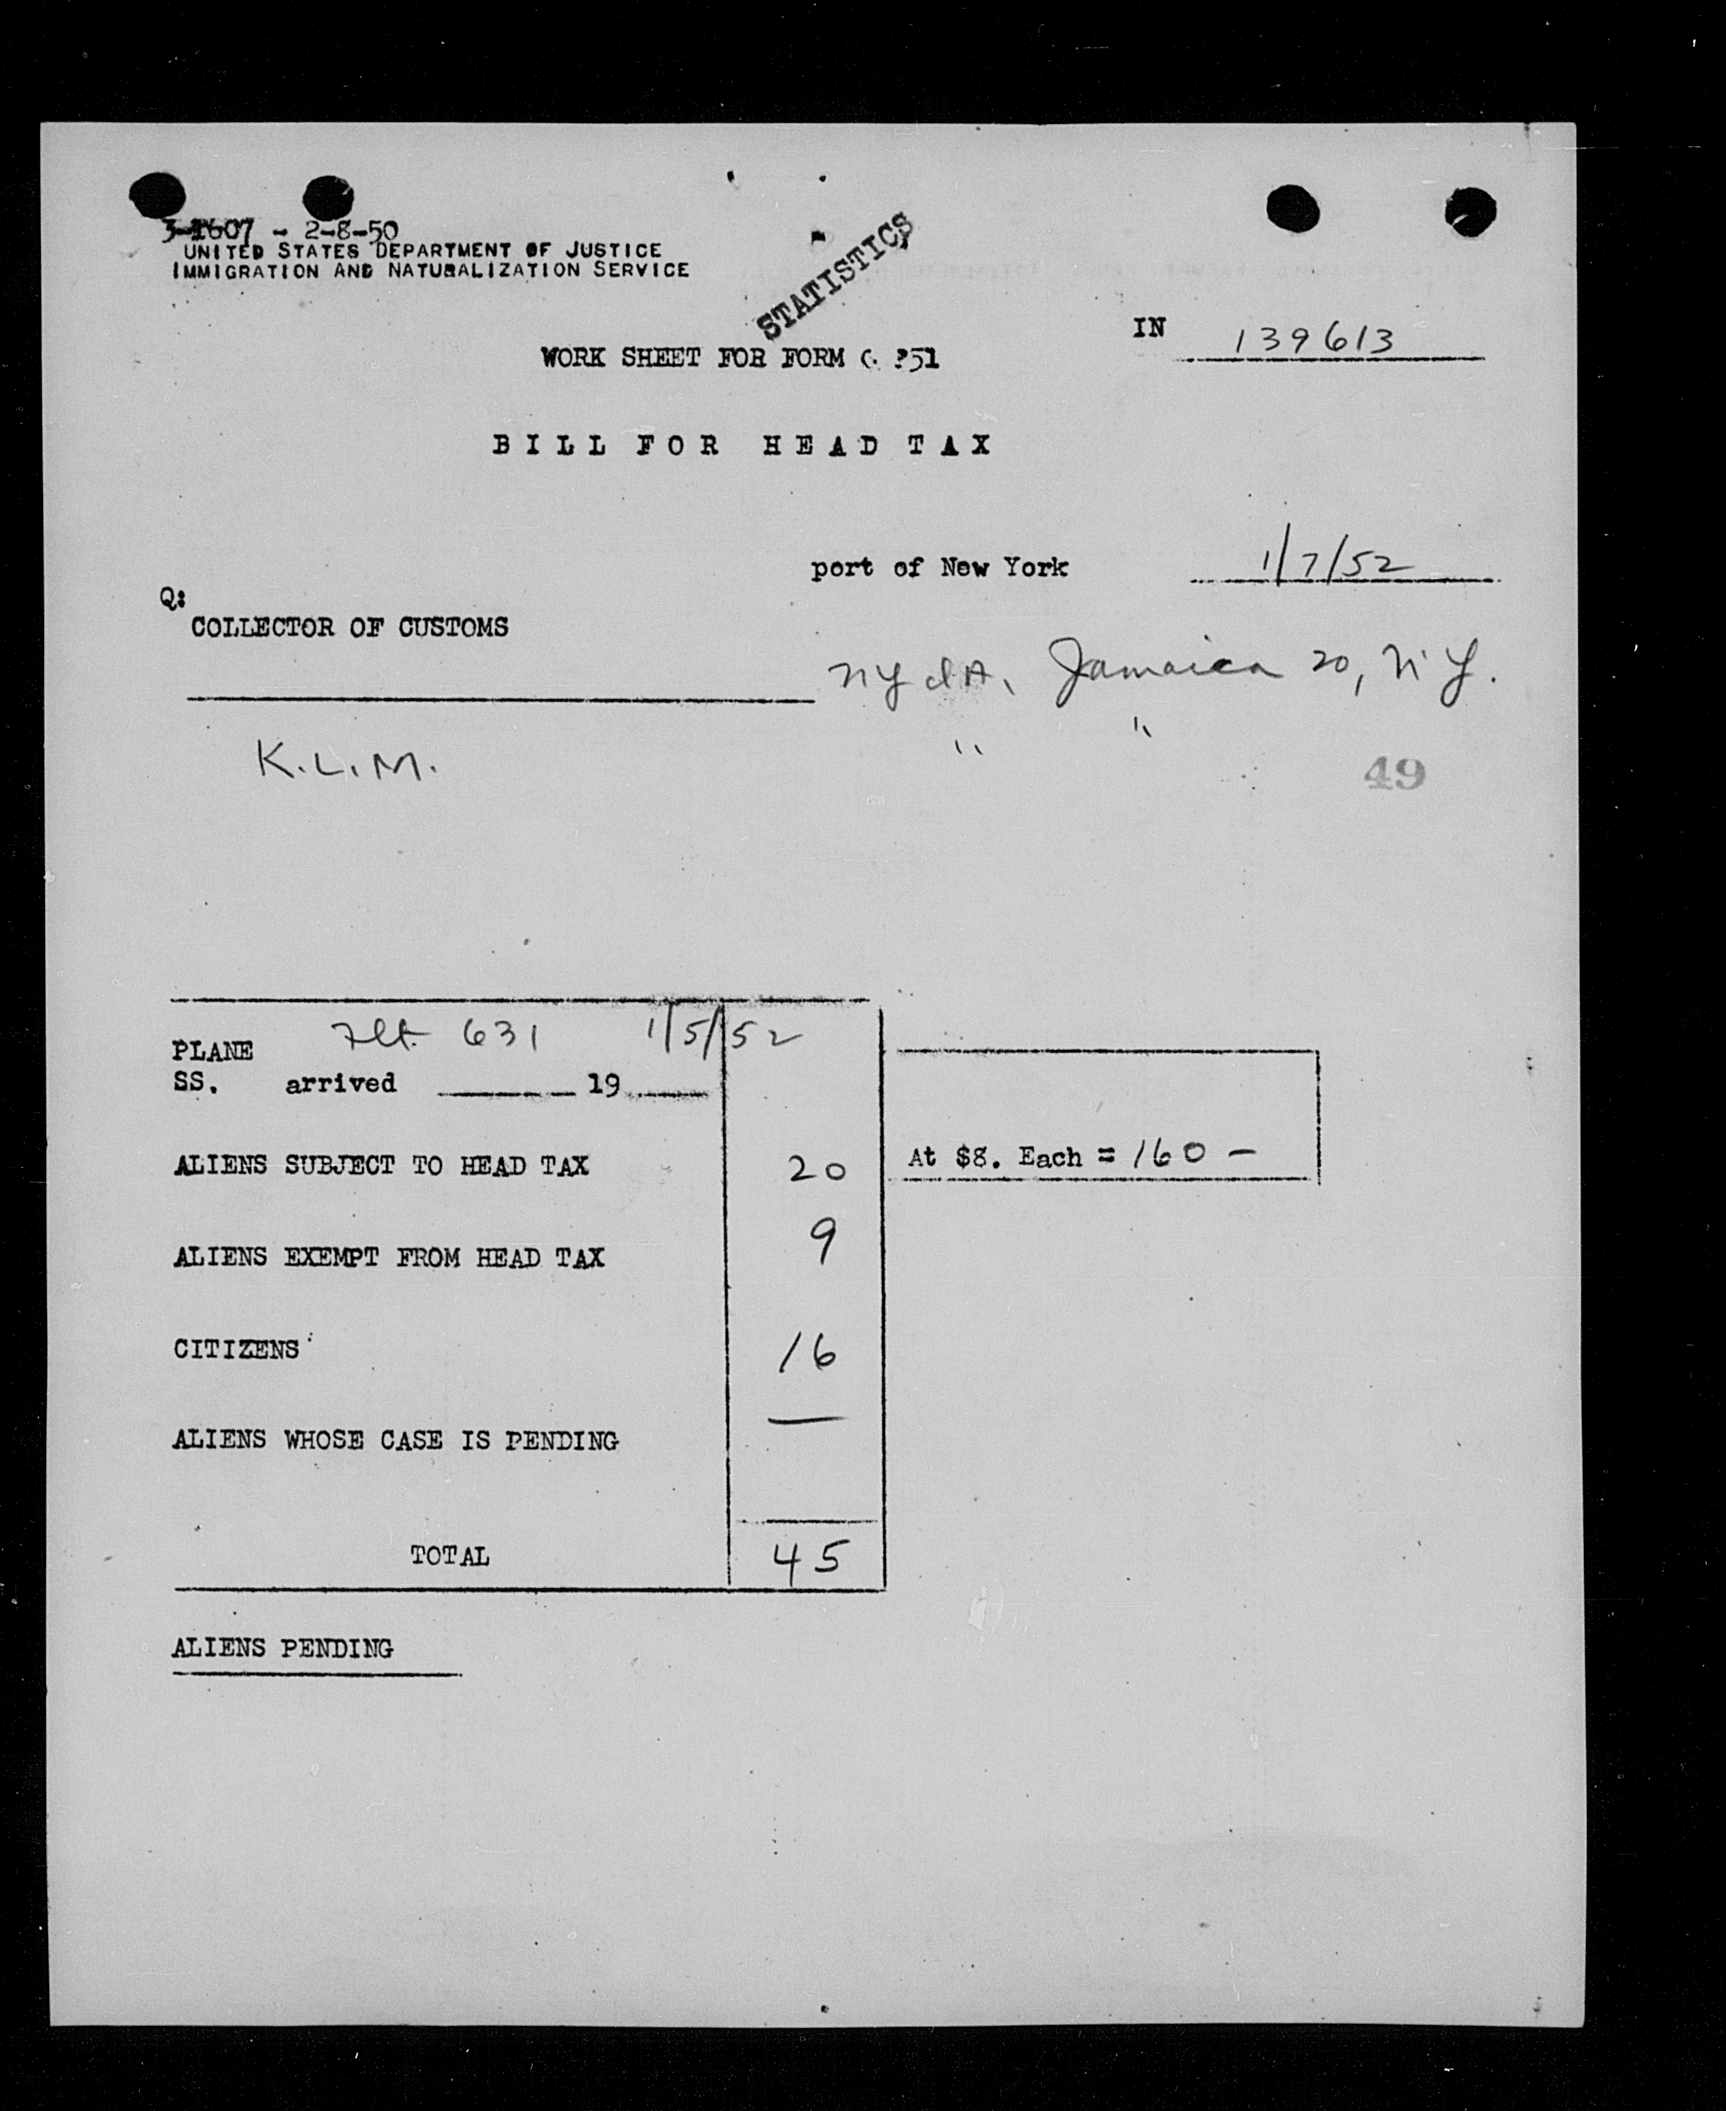 3-1607 - 2-8-50
UNITED STATES DEPARTMENT OF JUSTICE
IMMIGRATION AND NATURALIZATION SERVICE
STATISTICS
IN 139613
WORK SHEET FOR FORM
BILL FOR HEAD TAX
port of New York 1/7/52
Q:
COLLECTOR OF CUSTOMS
NYIA, Jamaica 20, N.Y.
K.L.M. " "
49
PLANE Flt. 631 1/5/52
SS. arrived 19
ALIENS SUBJECT TO HEAD TAX 20 At $8. Each = 160 -
ALIENS EXEMPT FROM HEAD TAX 9
CITIZENS 16
ALIENS WHOSE CASE IS PENDING —
TOTAL 45
ALIENS PENDING